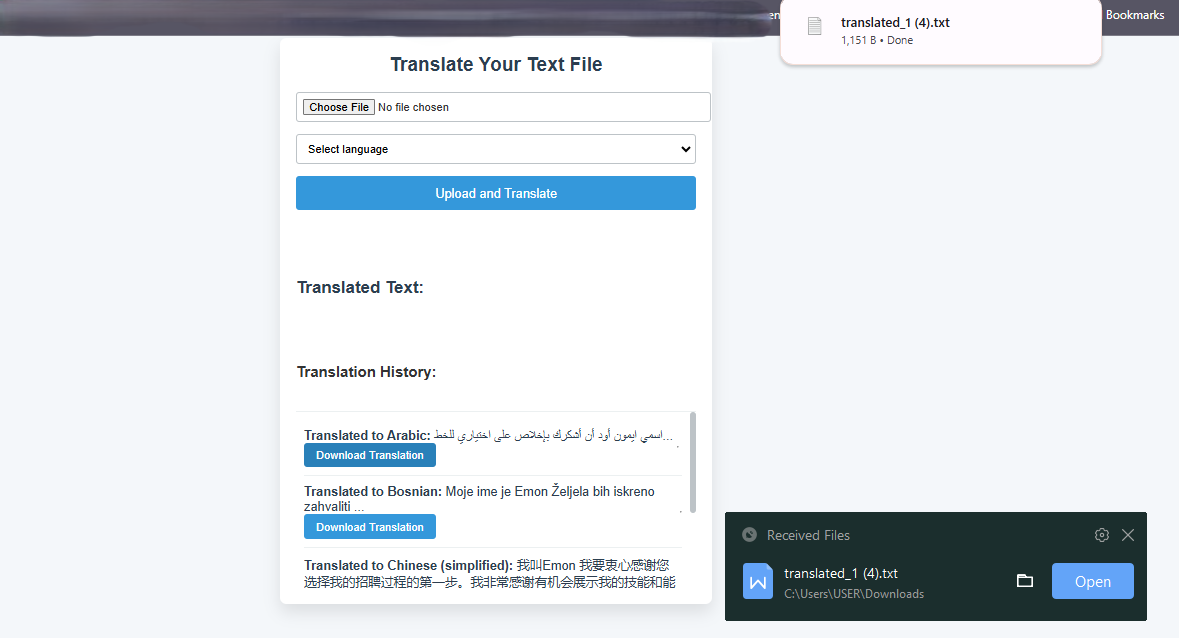 en
Bookmarks
translated_1 (4).txt
1,151 B • Done
Translate Your Text File
Choose File No file chosen
Select language
Upload and Translate
Translated Text:
Translation History:
Translated to Arabic: اسمي ايمون أود أن أشكرك بإخلاص على اختياري للخط...
Download Translation
Translated to Bosnian: Moje ime je Emon Željela bih iskreno
zahvaliti ...
Download Translation
Translated to Chinese (simplified): 我叫Emon 我要衷心感谢您
选择我的招聘过程的第一步。我非常感谢有机会展示我的技能和能
Received Files
translated_1 (4).txt
C:\Users\USER\Downloads
Open